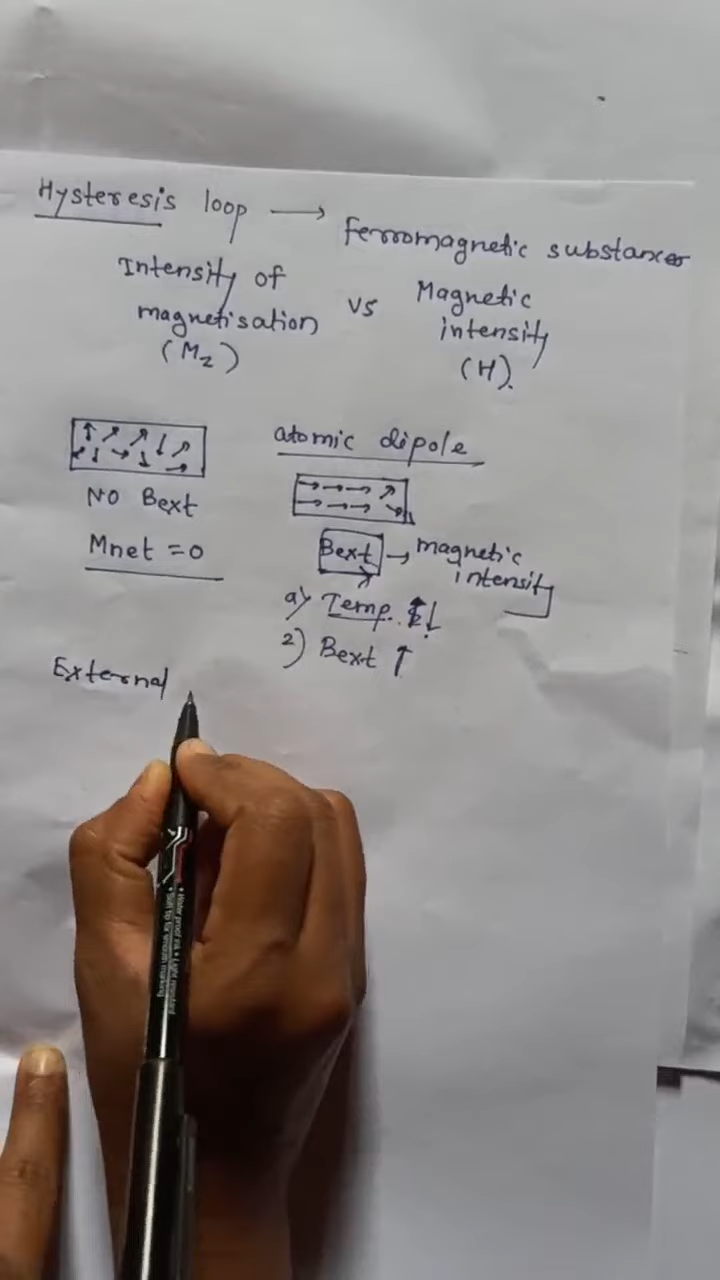 Hysteresis loop → ferromagnetic substances
Intensity of magnetisation (Mz) vs Magnetic intensity (H).
NO Bext
Mnet = 0
atomic dipole
Bext → magnetic intensity
a) Temp. ↓
2) Bext ↑
External